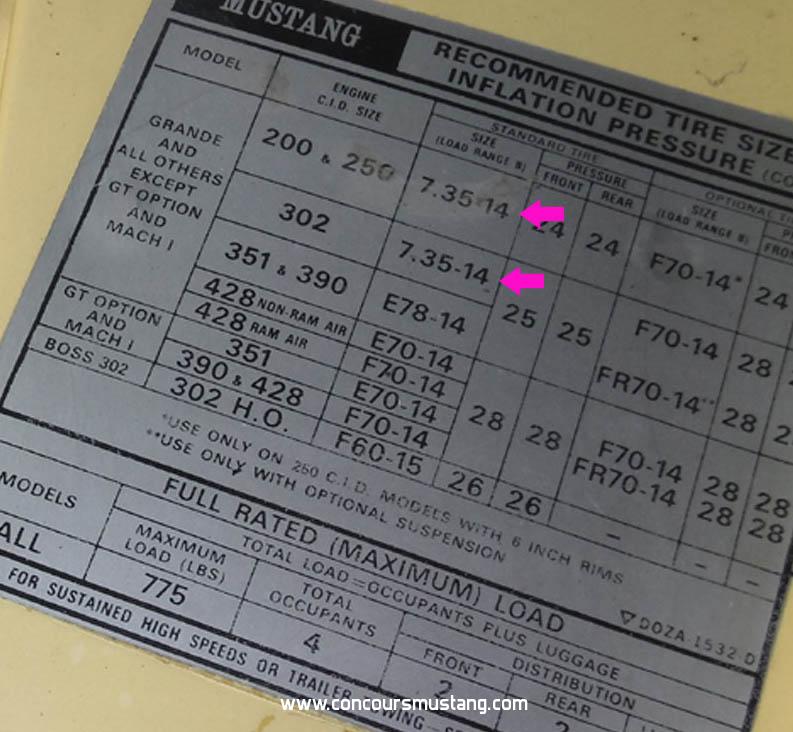 MUSTANG
RECOMMENDED TIRE SIZE
INFLATION PRESSURE (CO
MODEL
ENGINE
C.I.D. SIZE
STANDARD TIRE
SIZE
(LOAD RANGE B)
PRESSURE
FRONT REAR
OPTIONAL
SIZE
(LOAD RANGE B)
GRANDE
AND
ALL OTHERS
EXCEPT
GT OPTION
AND
MACH I
200 & 250 7.35-14 24 24 F70-14* 24
302 7.35-14 25 25 F70-14 28
351 & 390 E78-14 FR70-14** 28
428 NON-RAM AIR E70-14 28 28 F70-14 28 28
428 RAM AIR F70-14 FR70-14 28 28
GT OPTION
AND
MACH I
351 E70-14
390 & 428 F70-14
BOSS 302 302 H.O. F60-15 26 26 – – –
*USE ONLY ON 250 C.I.D. MODELS WITH 6 INCH RIMS
**USE ONLY WITH OPTIONAL SUSPENSION
FULL RATED (MAXIMUM) LOAD
▽DOZA-1532-D
MODELS
MAXIMUM
LOAD (LBS)
TOTAL LOAD=OCCUPANTS PLUS LUGGAGE
TOTAL
OCCUPANTS
DISTRIBUTION
FRONT REAR
ALL 775 4 2 2
FOR SUSTAINED HIGH SPEEDS OR TRAILER
www.concoursmustang.com